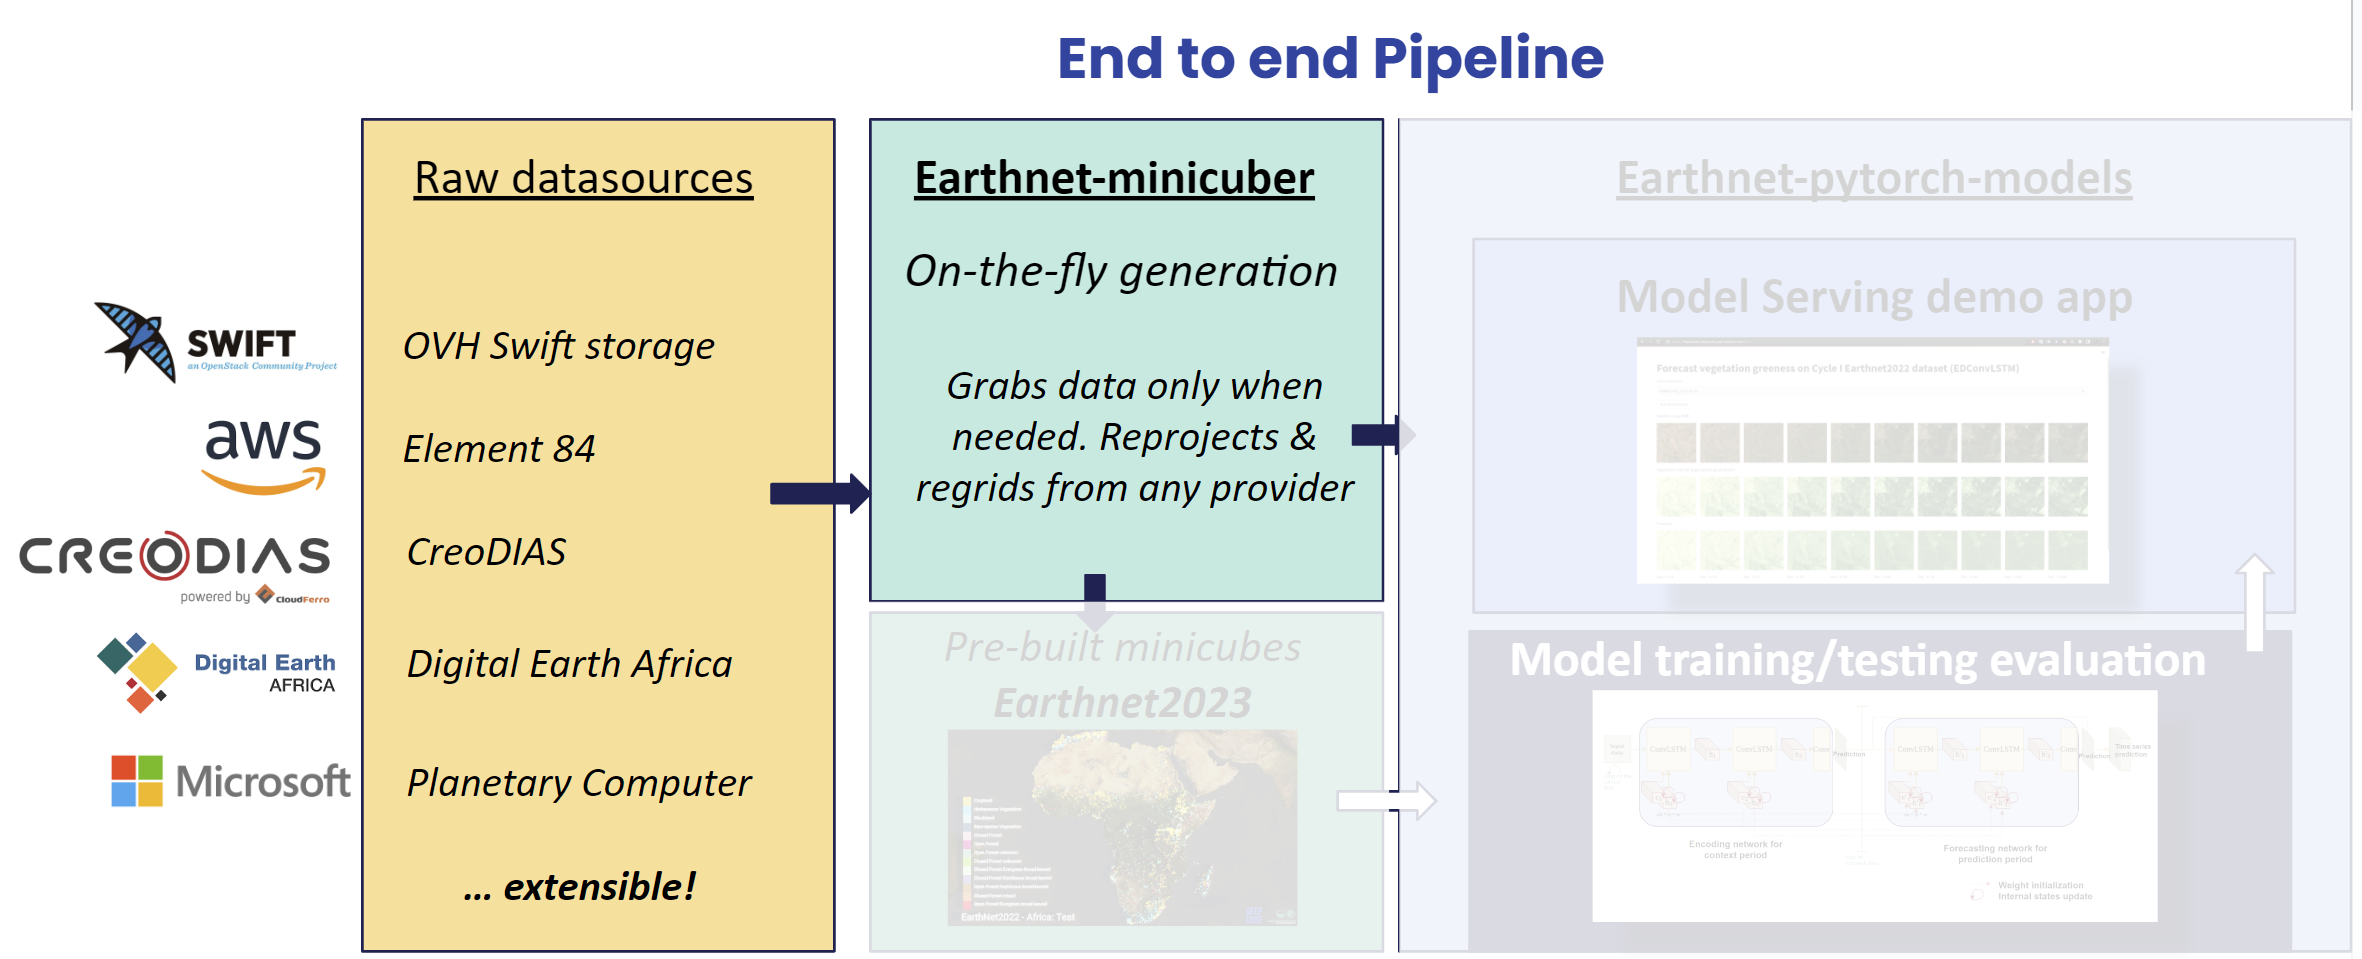 End to end Pipeline
SWIFT
an OpenStack Community Project
aws
CREODIAS
powered by CloudFerro
Digital Earth
AFRICA
Microsoft
Raw datasources
OVH Swift storage
Element 84
CreoDIAS
Digital Earth Africa
Planetary Computer
... extensible!
Earthnet-minicuber
On-the-fly generation
Grabs data only when
needed. Reprojects &
regrids from any provider
Pre-built minicubes
Earthnet2023
EarthNet2022 - Africa: Test
Earthnet-pytorch-models
Model Serving demo app
Forecast vegetation greeness on Cycle I Earthnet2022 dataset (EDConvLSTM)
Model training/testing evaluation
ConvLSTM
ConvLSTM
Conv
Prediction
ConvLSTM
ConvLSTM
Conv
Prediction
Time series
prediction
Encoding network for
context period
Forecasting network for
prediction period
Weight initialization
Internal states update